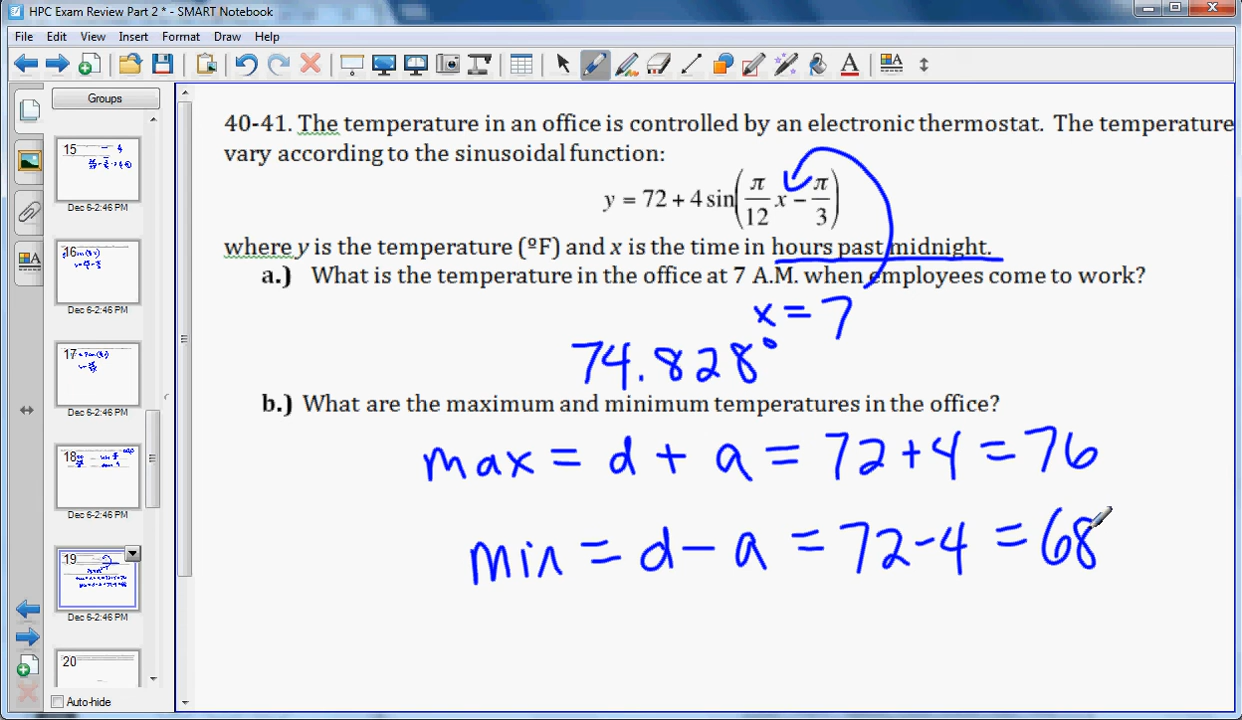 HPC Exam Review Part 2 * - SMART Notebook
File Edit View Insert Format Draw Help
Groups
15
Dec 6-2:46 PM
16
Dec 6-2:46 PM
17
Dec 6-2:46 PM
18
Dec 6-2:46 PM
19
Dec 6-2:46 PM
20
Auto-hide
40-41. The temperature in an office is controlled by an electronic thermostat. The temperature
vary according to the sinusoidal function:
y = 72 + 4 sin(π/12 x − π/3)
where y is the temperature (ºF) and x is the time in hours past midnight.
a.) What is the temperature in the office at 7 A.M. when employees come to work?
x = 7
74.828°
b.) What are the maximum and minimum temperatures in the office?
max = d + a = 72 + 4 = 76
min = d − a = 72 - 4 = 68